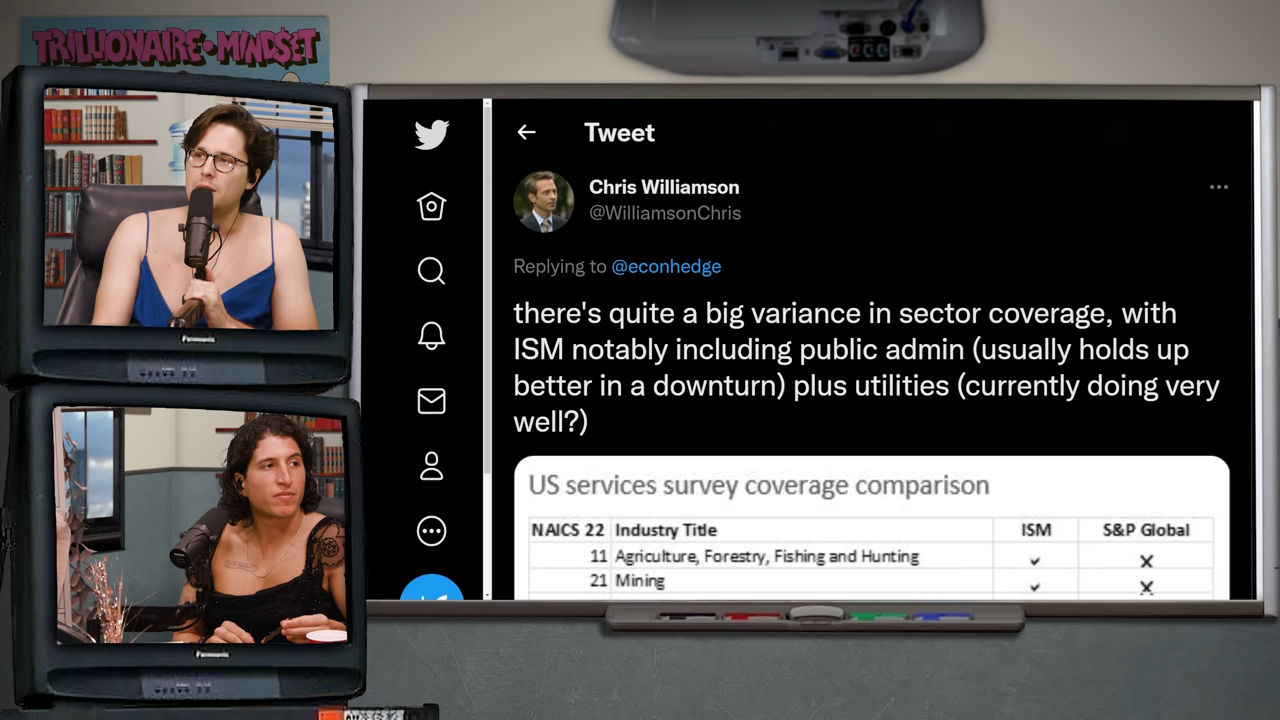 TRILLIONAIRE • MIND$ET
Tweet
Chris Williamson
@WilliamsonChris
Replying to @econhedge
there's quite a big variance in sector coverage, with
ISM notably including public admin (usually holds up
better in a downturn) plus utilities (currently doing very
well?)
US services survey coverage comparison
NAICS 22 Industry Title ISM S&P Global
11 Agriculture, Forestry, Fishing and Hunting ✓ X
21 Mining ✓ X
Panasonic
Panasonic